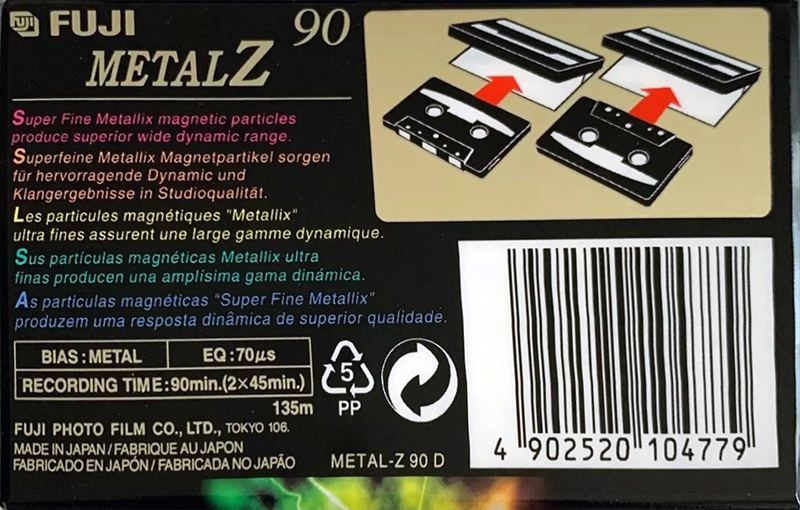 FUJI FUJI
METAL Z 90
Super Fine Metallix magnetic particles
produce superior wide dynamic range.
Superfeine Metallix Magnetpartikel sorgen
für hervorragende Dynamic und
Klangergebnisse in Studioqualität.
Les particules magnétiques "Metallix"
ultra fines assurent une large gamme dynamique.
Sus partículas magnéticas Metallix ultra
finas producen una amplísima gama dinámica.
As particulas magnéticas "Super Fine Metallix"
produzem uma resposta dinâmica de superior qualidade.
BIAS : METAL EQ : 70µs
RECORDING TIME : 90min. (2×45min.)
135m
5
PP
FUJI PHOTO FILM CO., LTD., TOKYO 106.
MADE IN JAPAN / FABRIQUE AU JAPON
FABRICADO EN JAPÓN / FABRICADA NO JAPÃO
METAL-Z 90 D
4 902520 104779